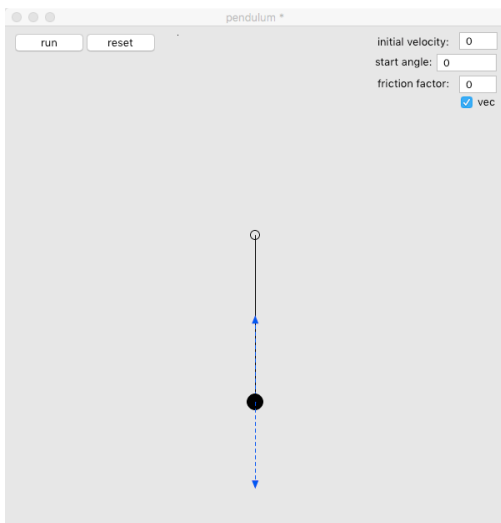 pendulum *
run reset initial velocity: 0
start angle: 0
friction factor: 0
vec